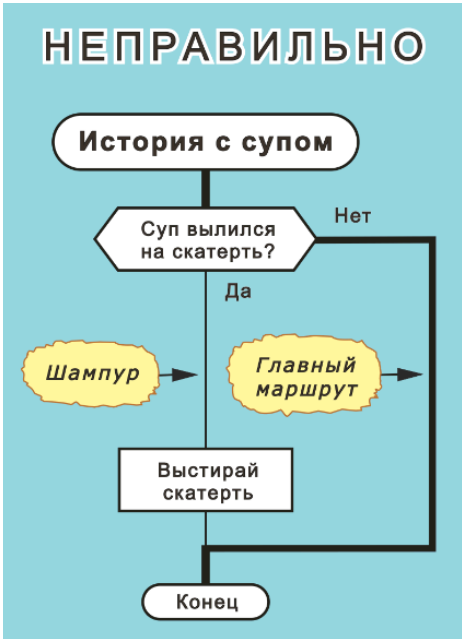 НЕПРАВИЛЬНО
История с супом
Суп вылился
на скатерть?
Нет
Да
Шампур
Главный
маршрут
Выстирай
скатерть
Конец